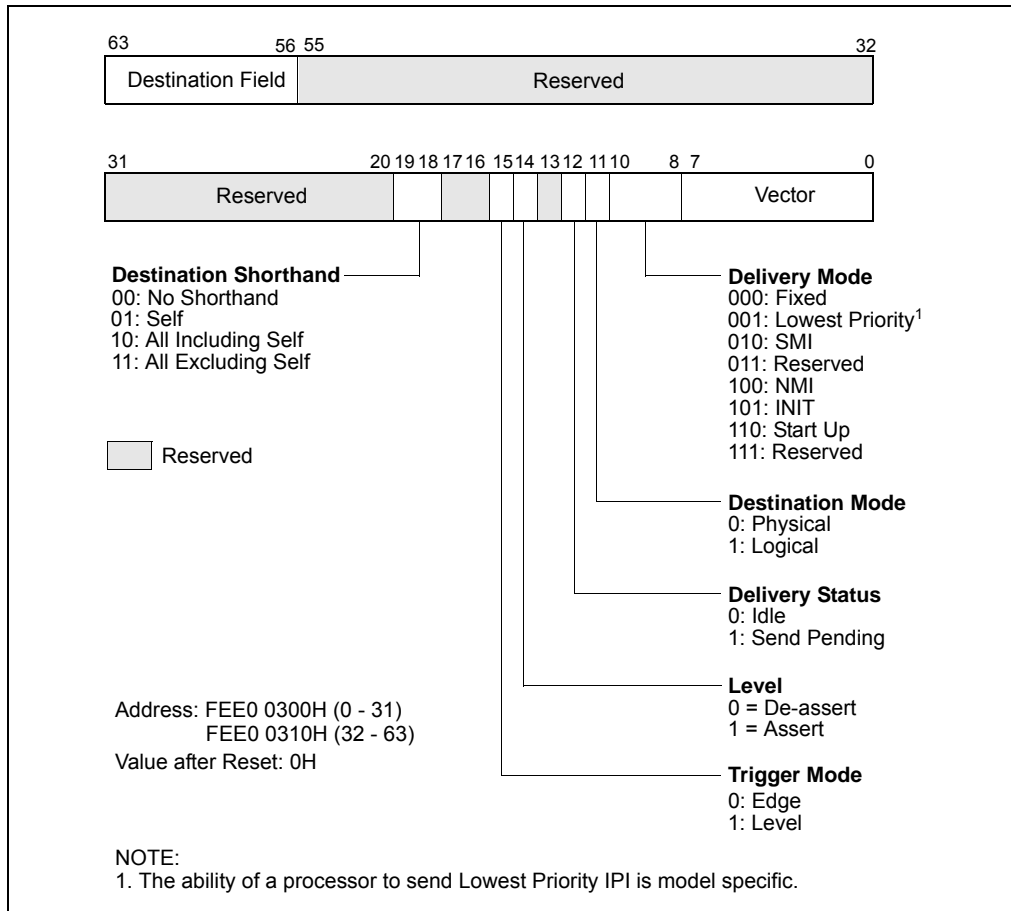 63 56 55 32
Destination Field Reserved
31 20 19 18 17 16 15 14 13 12 11 10 8 7 0
Reserved Vector
Destination Shorthand
00: No Shorthand
01: Self
10: All Including Self
11: All Excluding Self
Reserved
Delivery Mode
000: Fixed
001: Lowest Priority¹
010: SMI
011: Reserved
100: NMI
101: INIT
110: Start Up
111: Reserved
Destination Mode
0: Physical
1: Logical
Delivery Status
0: Idle
1: Send Pending
Level
0 = De-assert
1 = Assert
Trigger Mode
0: Edge
1: Level
Address: FEE0 0300H (0 - 31)
FEE0 0310H (32 - 63)
Value after Reset: 0H
NOTE:
1. The ability of a processor to send Lowest Priority IPI is model specific.